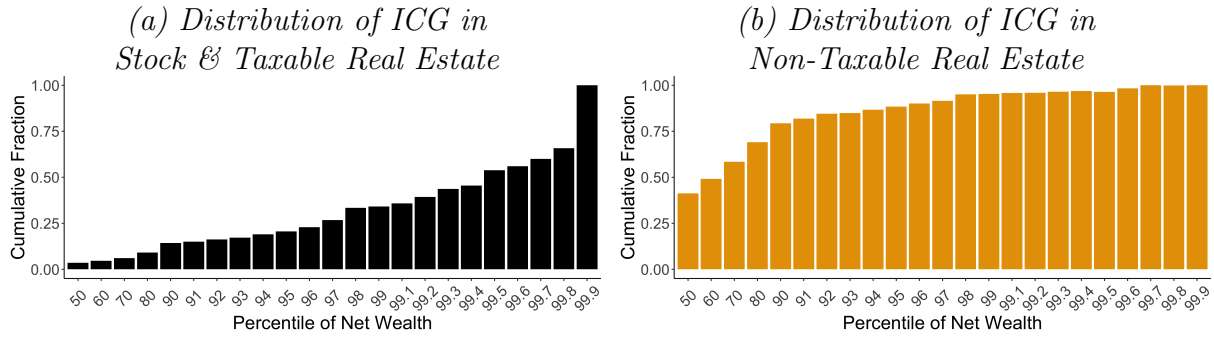 (a) Distribution of ICG in
Stock & Taxable Real Estate
Cumulative Fraction
1.00
0.75
0.50
0.25
0.00
50 60 70 80 90 91 92 93 94 95 96 97 98 99 99.1 99.2 99.3 99.4 99.5 99.6 99.7 99.8 99.9
Percentile of Net Wealth
(b) Distribution of ICG in
Non-Taxable Real Estate
Cumulative Fraction
1.00
0.75
0.50
0.25
0.00
50 60 70 80 90 91 92 93 94 95 96 97 98 99 99.1 99.2 99.3 99.4 99.5 99.6 99.7 99.8 99.9
Percentile of Net Wealth